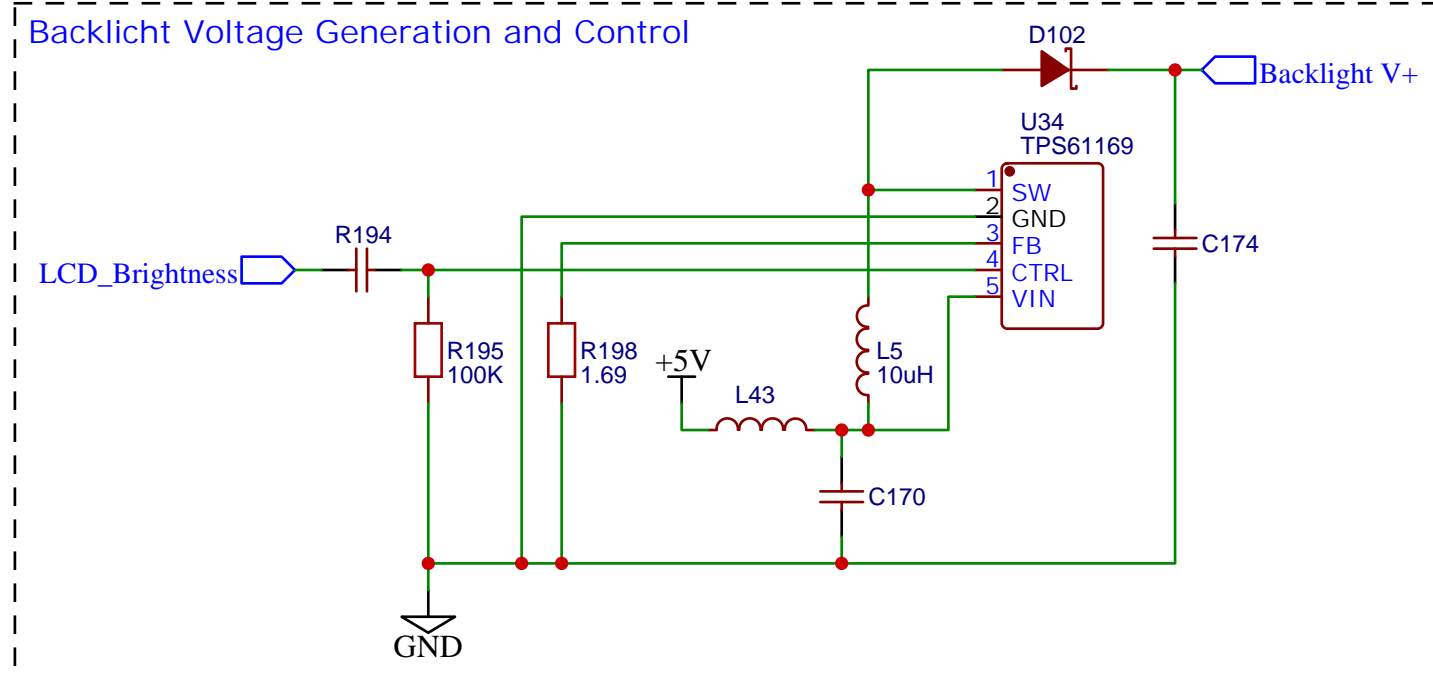 Backlicht Voltage Generation and Control
D102
Backlight V+
U34
TPS61169
1
SW
2
GND
3
FB
4
CTRL
5
VIN
C174
R194
LCD_Brightness
R195
100K
R198
1.69
+5V
L5
10uH
L43
C170
GND